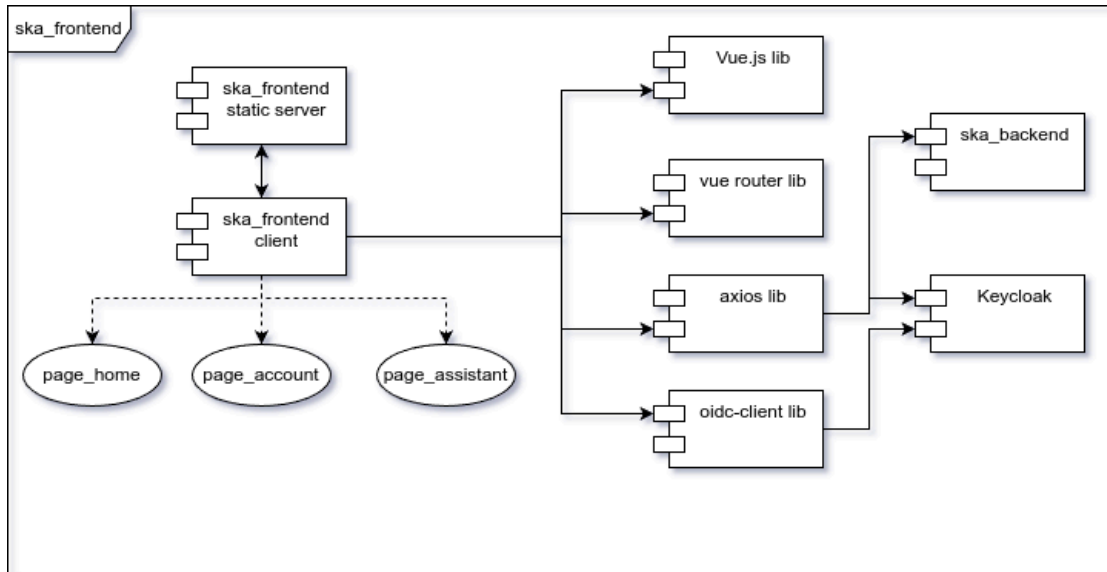 ska_frontend
ska_frontend
static server
ska_frontend
client
page_home
page_account
page_assistant
Vue.js lib
vue router lib
axios lib
oidc-client lib
ska_backend
Keycloak